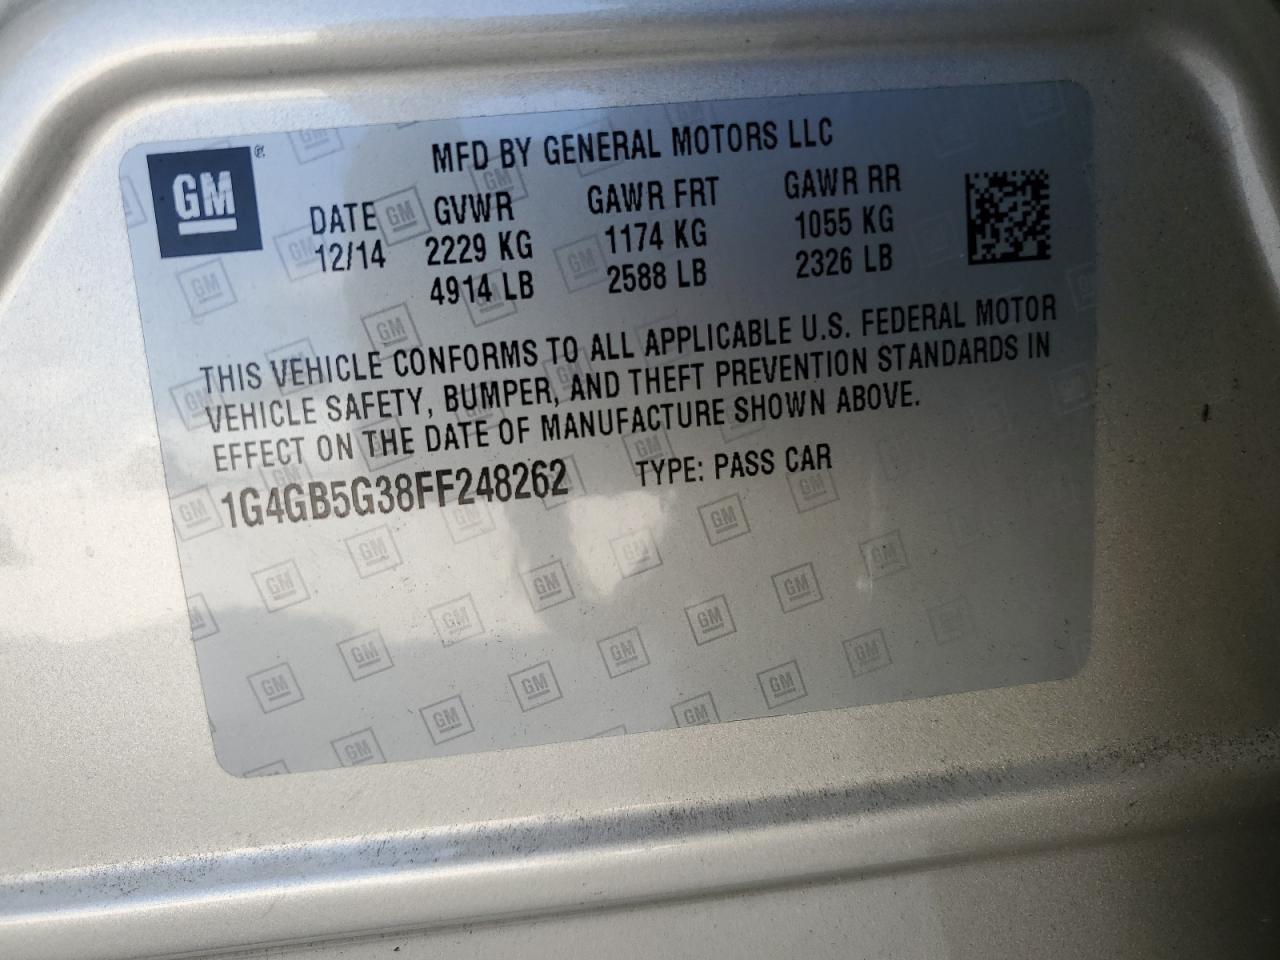 GM
MFD BY GENERAL MOTORS LLC
DATE GVWR GAWR FRT GAWR RR
12/14 2229 KG 1174 KG 1055 KG
4914 LB 2588 LB 2326 LB
THIS VEHICLE CONFORMS TO ALL APPLICABLE U.S. FEDERAL MOTOR
VEHICLE SAFETY, BUMPER, AND THEFT PREVENTION STANDARDS IN
EFFECT ON THE DATE OF MANUFACTURE SHOWN ABOVE.
1G4GB5G38FF248262 TYPE: PASS CAR